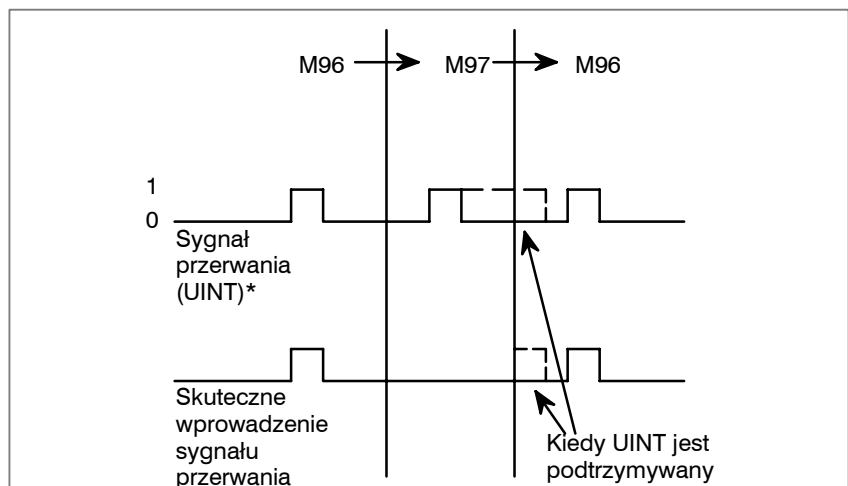 M96 M97 M96
1
0
Sygnał
przerwania
(UINT)*
Skuteczne
wprowadzenie
sygnału
przerwania
Kiedy UINT jest
podtrzymywany